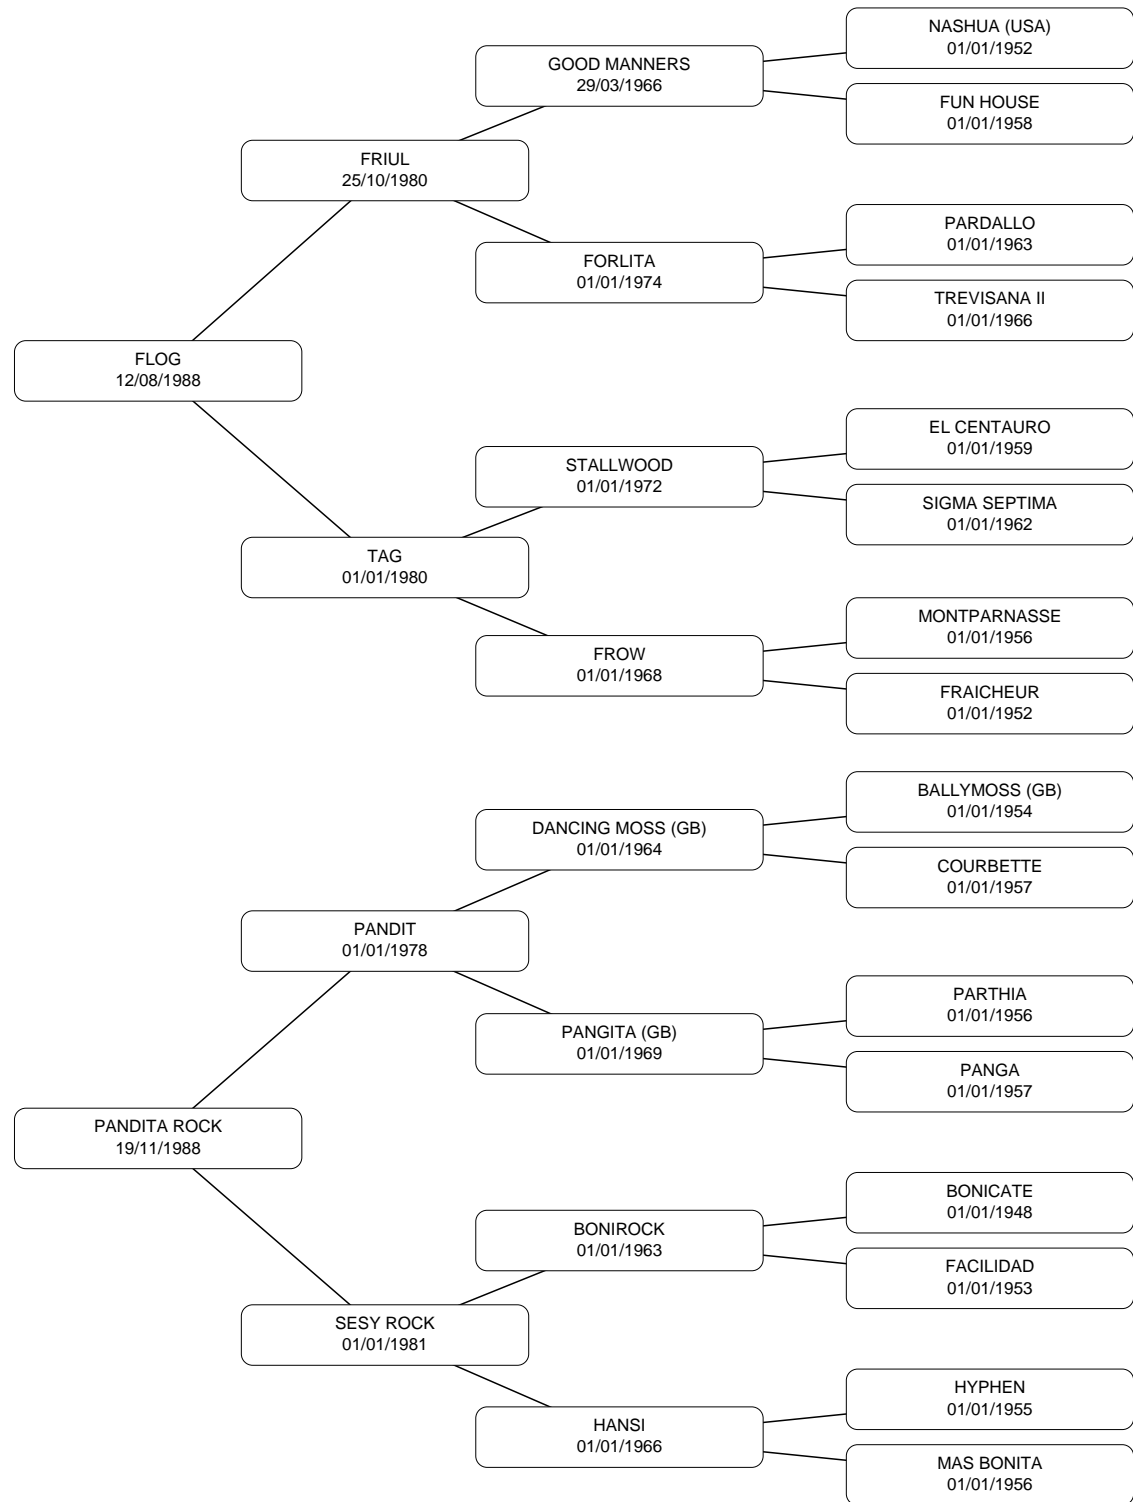 NASHUA (USA)
01/01/1952
GOOD MANNERS
29/03/1966
FUN HOUSE
01/01/1958
FRIUL
25/10/1980
PARDALLO
01/01/1963
FORLITA
01/01/1974
TREVISANA II
01/01/1966
FLOG
12/08/1988
EL CENTAURO
01/01/1959
STALLWOOD
01/01/1972
SIGMA SEPTIMA
01/01/1962
TAG
01/01/1980
MONTPARNASSE
01/01/1956
FROW
01/01/1968
FRAICHEUR
01/01/1952
BALLYMOSS (GB)
01/01/1954
DANCING MOSS (GB)
01/01/1964
COURBETTE
01/01/1957
PANDIT
01/01/1978
PARTHIA
01/01/1956
PANGITA (GB)
01/01/1969
PANGA
01/01/1957
PANDITA ROCK
19/11/1988
BONICATE
01/01/1948
BONIROCK
01/01/1963
FACILIDAD
01/01/1953
SESY ROCK
01/01/1981
HYPHEN
01/01/1955
HANSI
01/01/1966
MAS BONITA
01/01/1956